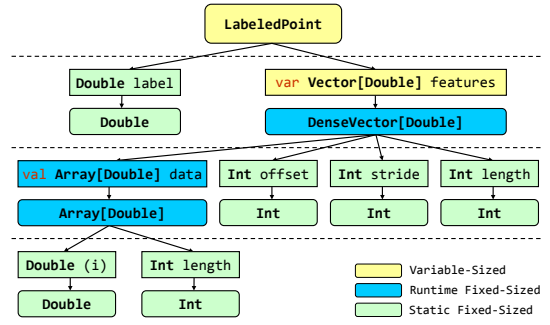 LabeledPoint
Double label
var Vector[Double] features
Double
DenseVector[Double]
val Array[Double] data
Int offset
Int stride
Int length
Array[Double]
Int
Int
Int
Double (i)
Int length
Double
Int
Variable-Sized
Runtime Fixed-Sized
Static Fixed-Sized